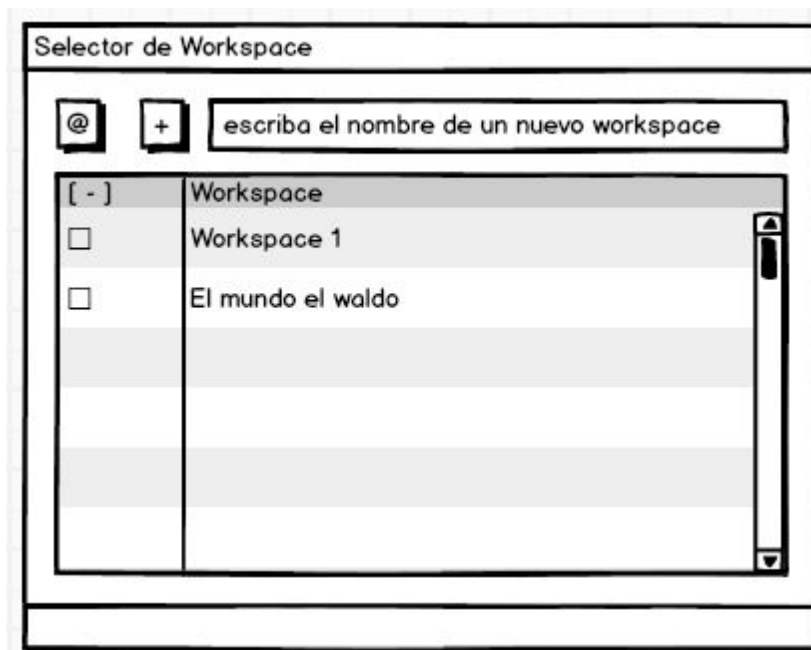 Selector de Workspace
@ + escriba el nombre de un nuevo workspace
[ - ] Workspace
Workspace 1
El mundo el waldo